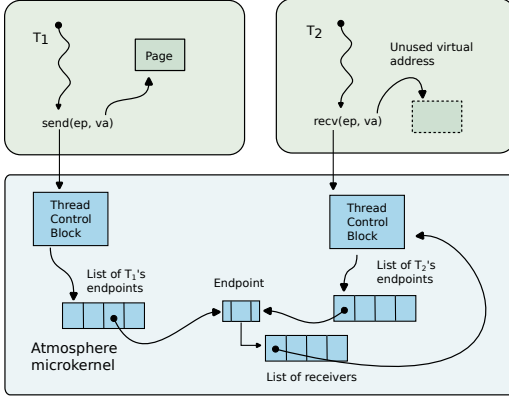 T1
Page
send(ep, va)
T2
Unused virtual
address
recv(ep, va)
Thread
Control
Block
Thread
Control
Block
List of T1's
endpoints
Endpoint
List of T2's
endpoints
Atmosphere
microkernel
List of receivers